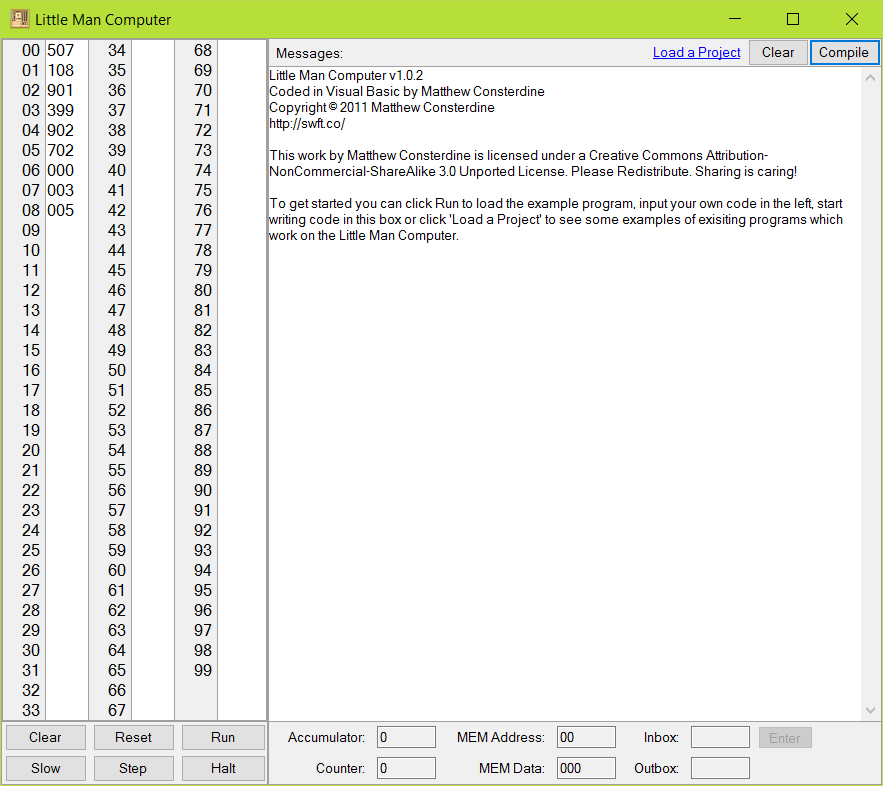 Little Man Computer
00 507 34 68
01 108 35 69
02 901 36 70
03 399 37 71
04 902 38 72
05 702 39 73
06 000 40 74
07 003 41 75
08 005 42 76
09 43 77
10 44 78
11 45 79
12 46 80
13 47 81
14 48 82
15 49 83
16 50 84
17 51 85
18 52 86
19 53 87
20 54 88
21 55 89
22 56 90
23 57 91
24 58 92
25 59 93
26 60 94
27 61 95
28 62 96
29 63 97
30 64 98
31 65 99
32 66
33 67
Clear Reset Run
Slow Step Halt
Messages: Load a Project Clear Compile
Little Man Computer v1.0.2
Coded in Visual Basic by Matthew Consterdine
Copyright © 2011 Matthew Consterdine
http://swft.co/
This work by Matthew Consterdine is licensed under a Creative Commons Attribution-
NonCommercial-ShareAlike 3.0 Unported License. Please Redistribute. Sharing is caring!
To get started you can click Run to load the example program, input your own code in the left, start
writing code in this box or click 'Load a Project' to see some examples of exisiting programs which
work on the Little Man Computer.
Accumulator: 0 MEM Address: 00 Inbox: Enter
Counter: 0 MEM Data: 000 Outbox: